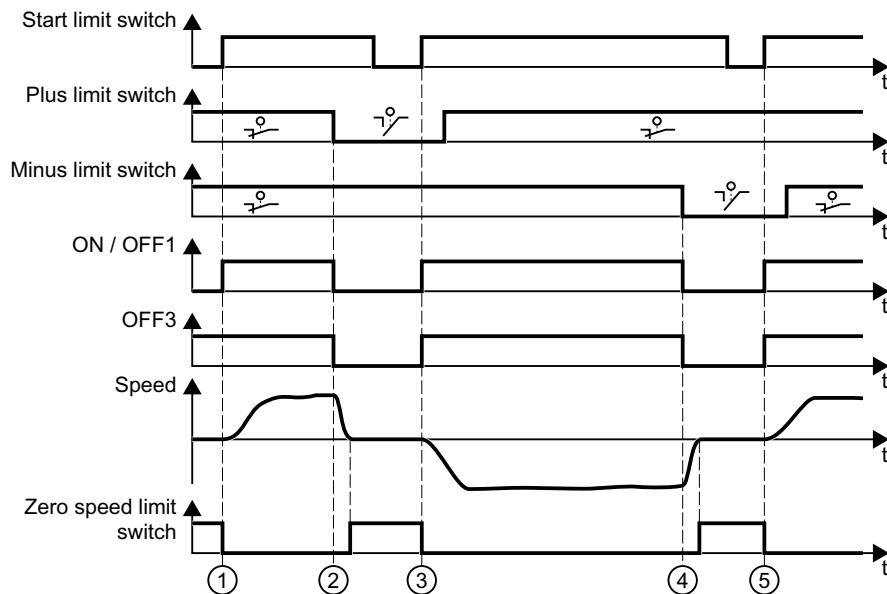 Start limit switch
t
Plus limit switch
t
Minus limit switch
t
ON / OFF1
t
OFF3
t
Speed
t
Zero speed limit
switch
t
1 2 3 4 5